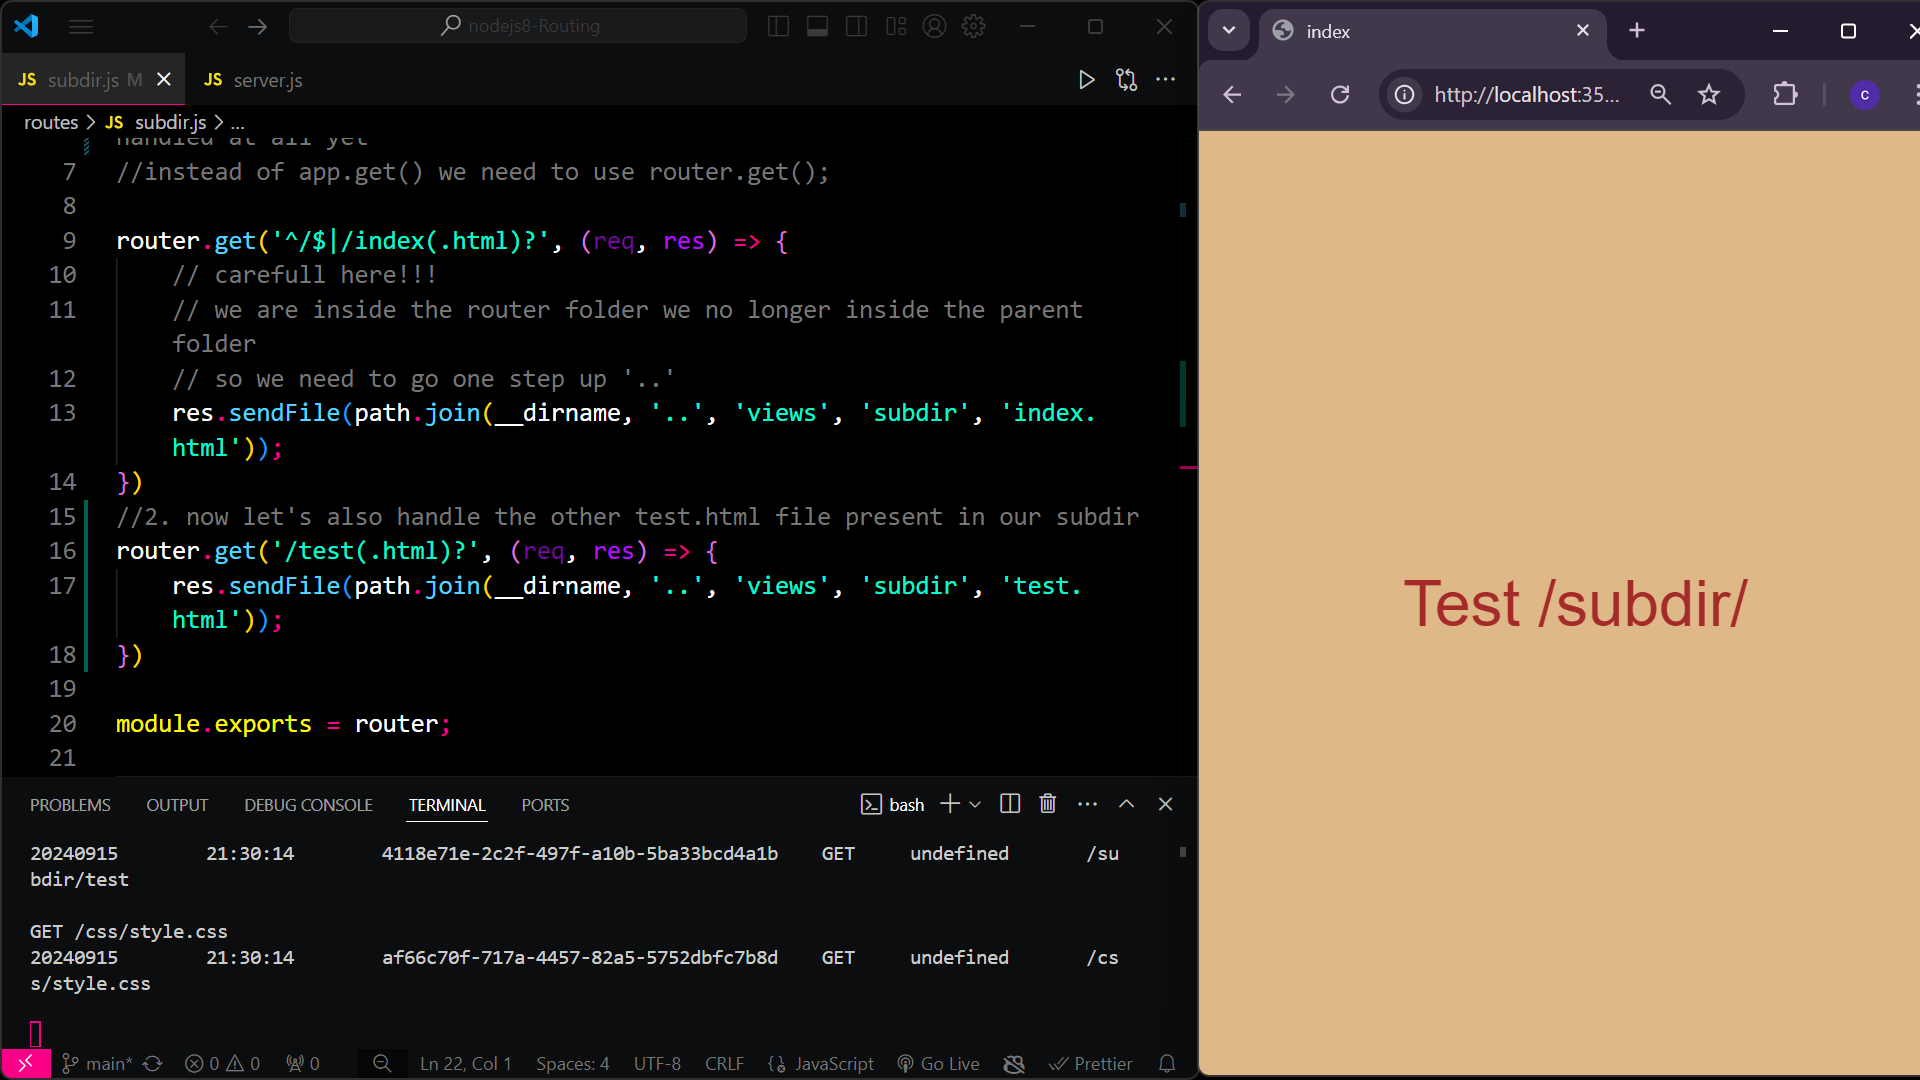 nodejs8-Routing
JS subdir.js M
JS server.js
routes > JS subdir.js > ...
handled at all yet
7 //instead of app.get() we need to use router.get();
8
9 router.get('^/$|/index(.html)?', (req, res) => {
10 // carefull here!!!
11 // we are inside the router folder we no longer inside the parent
folder
12 // so we need to go one step up '..'
13 res.sendFile(path.join(__dirname, '..', 'views', 'subdir', 'index.
html'));
14 })
15 //2. now let's also handle the other test.html file present in our subdir
16 router.get('/test(.html)?', (req, res) => {
17 res.sendFile(path.join(__dirname, '..', 'views', 'subdir', 'test.
html'));
18 })
19
20 module.exports = router;
21
PROBLEMS OUTPUT DEBUG CONSOLE TERMINAL PORTS bash
20240915 21:30:14 4118e71e-2c2f-497f-a10b-5ba33bcd4a1b GET undefined /su
bdir/test
GET /css/style.css
20240915 21:30:14 af66c70f-717a-4457-82a5-5752dbfc7b8d GET undefined /cs
s/style.css
main* 0 0 0 Ln 22, Col 1 Spaces: 4 UTF-8 CRLF JavaScript Go Live Prettier
index
http://localhost:35...
c
Test /subdir/